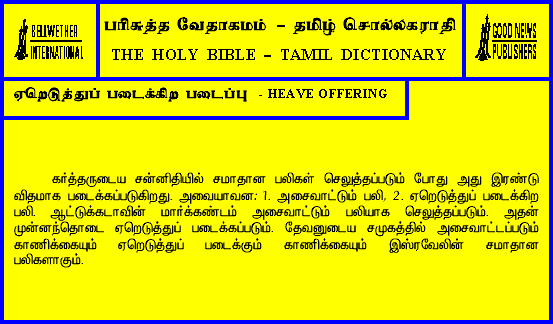 BELLWETHER
INTERNATIONAL
பரிசுத்த வேதாகமம் – தமிழ் சொல்லகராதி
THE HOLY BIBLE – TAMIL DICTIONARY
GOOD NEWS
PUBLISHERS
ஏறெடுத்துப் படைக்கிற படைப்பு - HEAVE OFFERING
கர்த்தருடைய சன்னிதியில் சமாதான பலிகள் செலுத்தப்படும் போது அது இரண்டு
விதமாக படைக்கப்படுகிறது. அவையாவன: 1. அசைவாட்டும் பலி, 2. ஏறெடுத்துப் படைக்கிற
பலி. ஆட்டுக்கடாவின் மார்க்கண்டம் அசைவாட்டும் பலியாக செலுத்தப்படும். அதன்
முன்னந்தொடை ஏறெடுத்துப் படைக்கப்படும். தேவனுடைய சமுகத்தில் அசைவாட்டப்படும்
காணிக்கையும் ஏறெடுத்துப் படைக்கும் காணிக்கையும் இஸ்ரவேலின் சமாதான
பலிகளாகும்.